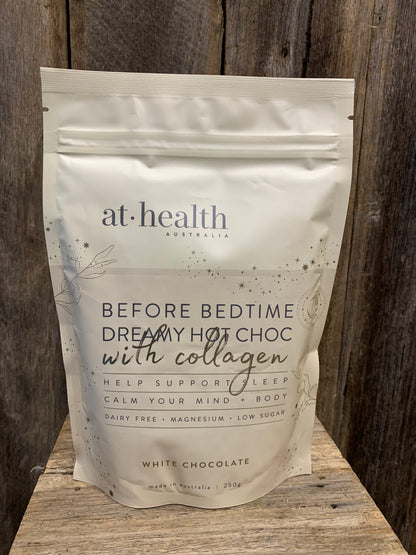 at·health
AUSTRALIA
BEFORE BEDTIME
DREAMY HOT CHOC
with collagen
HELP SUPPORT SLEEP
CALM YOUR MIND + BODY
DAIRY FREE • MAGNESIUM • LOW SUGAR
WHITE CHOCOLATE
made in australia | 250g